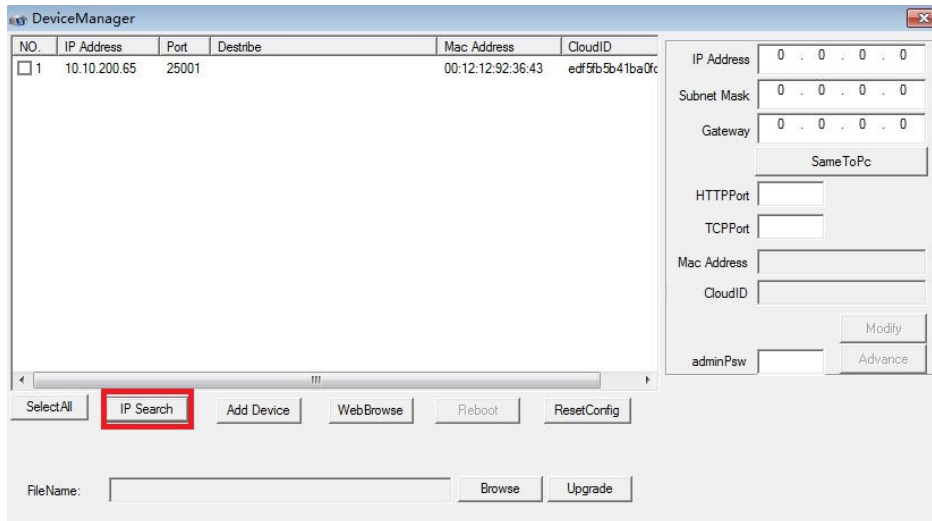 DeviceManager
NO. IP Address Port Destribe Mac Address CloudID
1 10.10.200.65 25001 00:12:12:92:36:43 edf5fb5b41ba0fc
IP Address 0 . 0 . 0 . 0
Subnet Mask 0 . 0 . 0 . 0
Gateway 0 . 0 . 0 . 0
SameToPc
HTTPPort
TCPPort
Mac Address
CloudID
Modify
adminPsw Advance
SelectAll IP Search Add Device WebBrowse Reboot ResetConfig
FileName: Browse Upgrade